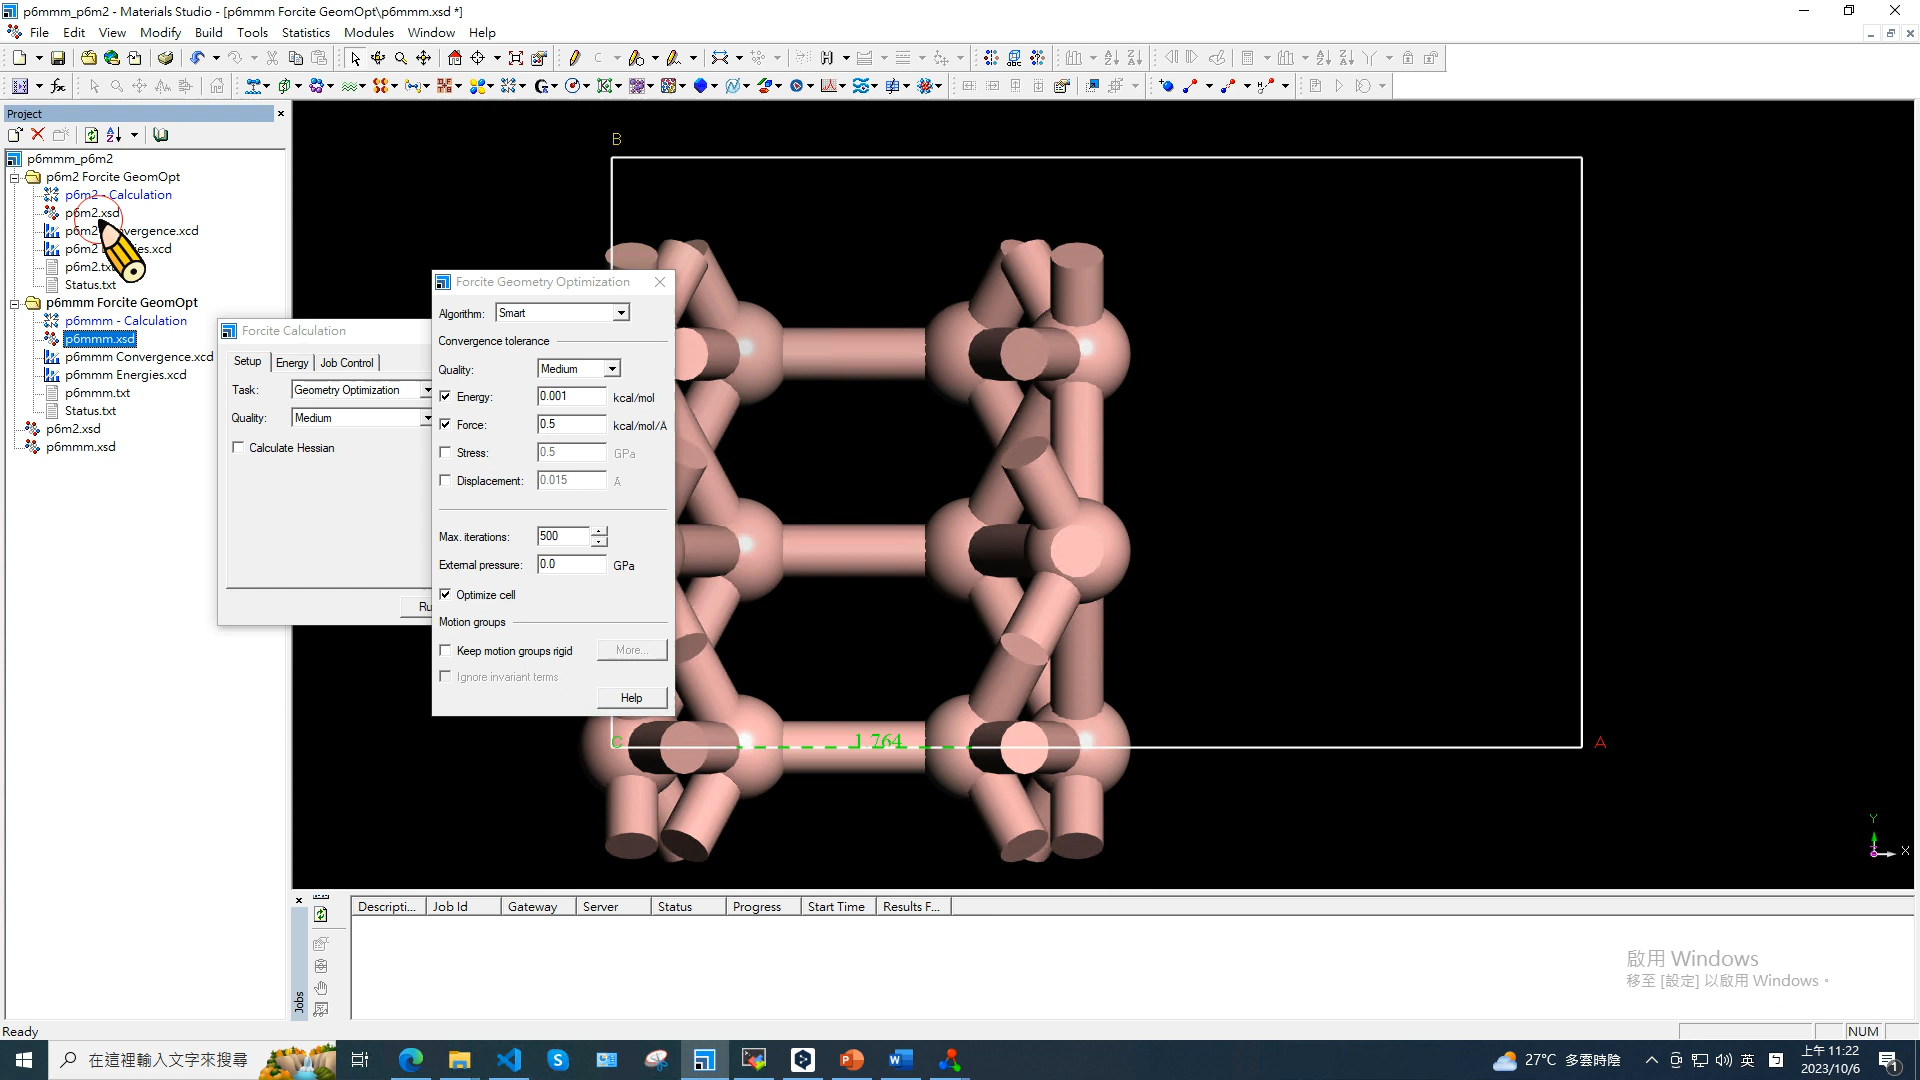 p6mmm_p6m2 - Materials Studio - [p6mmm Forcite GeomOpt\p6mmm.xsd *]
File Edit View Modify Build Tools Statistics Modules Window Help
Project
p6mmm_p6m2
p6m2 Forcite GeomOpt
p6m2 - Calculation
p6m2.xsd
vergence.xcd
p6m2
Status.txt
p6mmm Forcite GeomOpt
p6mmm - Calculation
p6mmm.xsd
p6mmm Convergence.xcd
p6mmm Energies.xcd
p6mmm.txt
Status.txt
p6m2.xsd
p6mmm.xsd
Forcite Calculation
Setup Energy Job Control
Task: Geometry Optimization
Quality: Medium
Calculate Hessian
Ru
Forcite Geometry Optimization
Algorithm: Smart
Convergence tolerance
Quality: Medium
Energy: 0.001 kcal/mol
Force: 0.5 kcal/mol/Å
Stress: 0.5 GPa
Displacement: 0.015 Å
Max. iterations: 500
External pressure: 0.0 GPa
Optimize cell
Motion groups
Keep motion groups rigid More...
Ignore invariant terms
Help
B
C
1.764
A
Y
X
Descripti... Job Id Gateway Server Status Progress Start Time Results F...
Jobs
啟用 Windows
移至 [設定] 以啟用 Windows。
Ready
NUM
在這裡輸入文字來搜尋
27°C 多雲時陰
英
上午 11:22
2023/10/6
1